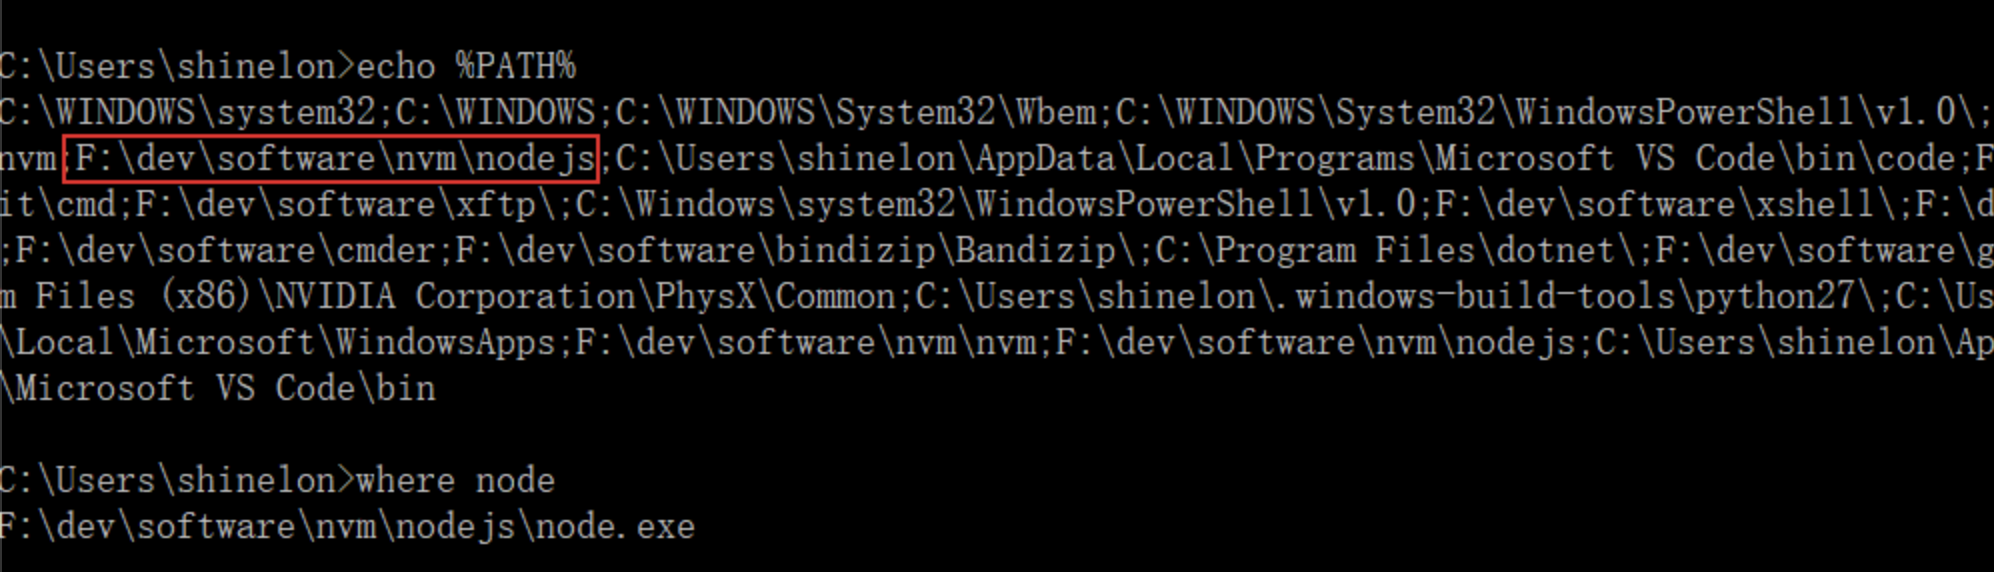 C:\Users\shinelon>echo %PATH%
C:\WINDOWS\system32;C:\WINDOWS;C:\WINDOWS\System32\Wbem;C:\WINDOWS\System32\WindowsPowerShell\v1.0\;
nvm;F:\dev\software\nvm\nodejs;C:\Users\shinelon\AppData\Local\Programs\Microsoft VS Code\bin\code;F
it\cmd;F:\dev\software\xftp\;C:\Windows\system32\WindowsPowerShell\v1.0;F:\dev\software\xshell\;F:\d
;F:\dev\software\cmder;F:\dev\software\bindizip\Bandizip\;C:\Program Files\dotnet\;F:\dev\software\g
m Files (x86)\NVIDIA Corporation\PhysX\Common;C:\Users\shinelon\.windows-build-tools\python27\;C:\Us
\Local\Microsoft\WindowsApps;F:\dev\software\nvm\nvm;F:\dev\software\nvm\nodejs;C:\Users\shinelon\Ap
\Microsoft VS Code\bin
C:\Users\shinelon>where node
F:\dev\software\nvm\nodejs\node.exe